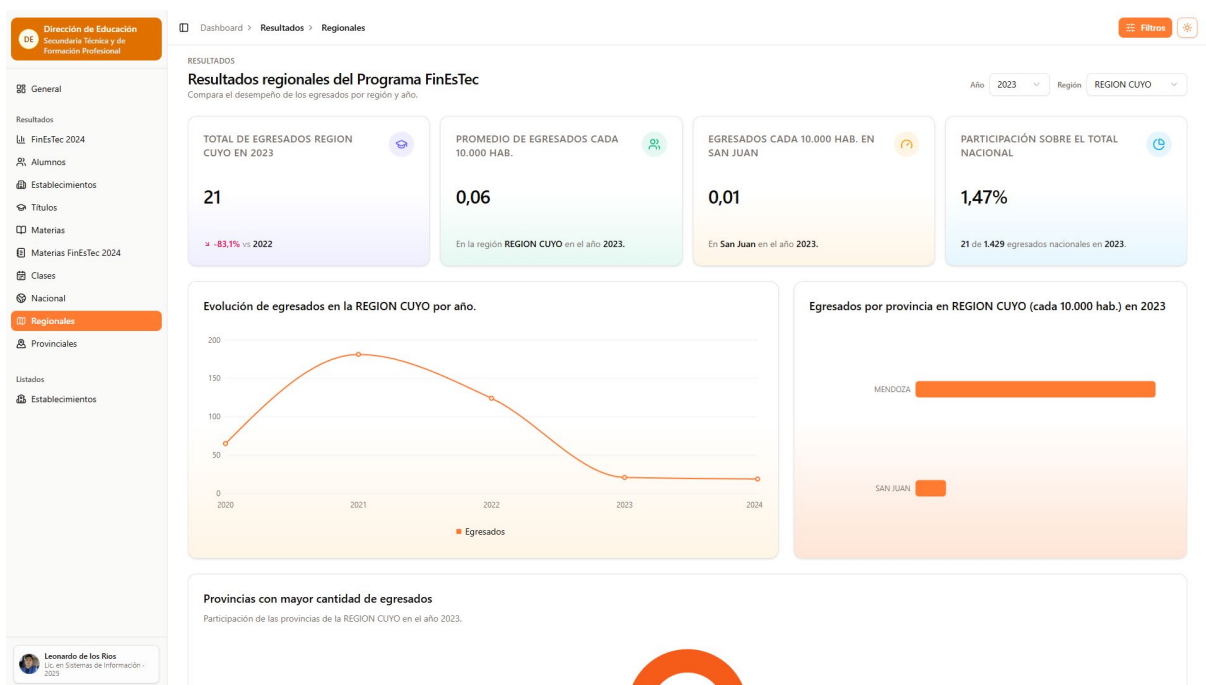 DE
Dirección de Educación
Secundaria Técnica y de
Formación Profesional
General
Resultados
FinEsTec 2024
Alumnos
Establecimientos
Títulos
Materias
Materias FinEsTec 2024
Clases
Nacional
Regionales
Provinciales
Listados
Establecimientos
Leonardo de los Rios
Lic. en Sistemas de Información -
2025
Dashboard > Resultados > Regionales
Filtros
RESULTADOS
Resultados regionales del Programa FinEsTec
Compara el desempeño de los egresados por región y año.
Año 2023 Región REGION CUYO
TOTAL DE EGRESADOS REGION
CUYO EN 2023
21
-83,1% vs 2022
PROMEDIO DE EGRESADOS CADA
10.000 HAB.
0,06
En la región REGION CUYO en el año 2023.
EGRESADOS CADA 10.000 HAB. EN
SAN JUAN
0,01
En San Juan en el año 2023.
PARTICIPACIÓN SOBRE EL TOTAL
NACIONAL
1,47%
21 de 1.429 egresados nacionales en 2023.
Evolución de egresados en la REGION CUYO por año.
200
150
100
50
0
2020 2021 2022 2023 2024
Egresados
Egresados por provincia en REGION CUYO (cada 10.000 hab.) en 2023
MENDOZA
SAN JUAN
Provincias con mayor cantidad de egresados
Participación de las provincias de la REGION CUYO en el año 2023.